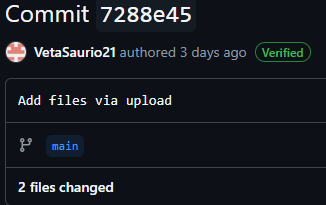 Commit 7288e45
VetaSaurio21 authored 3 days ago Verified
Add files via upload
main
2 files changed